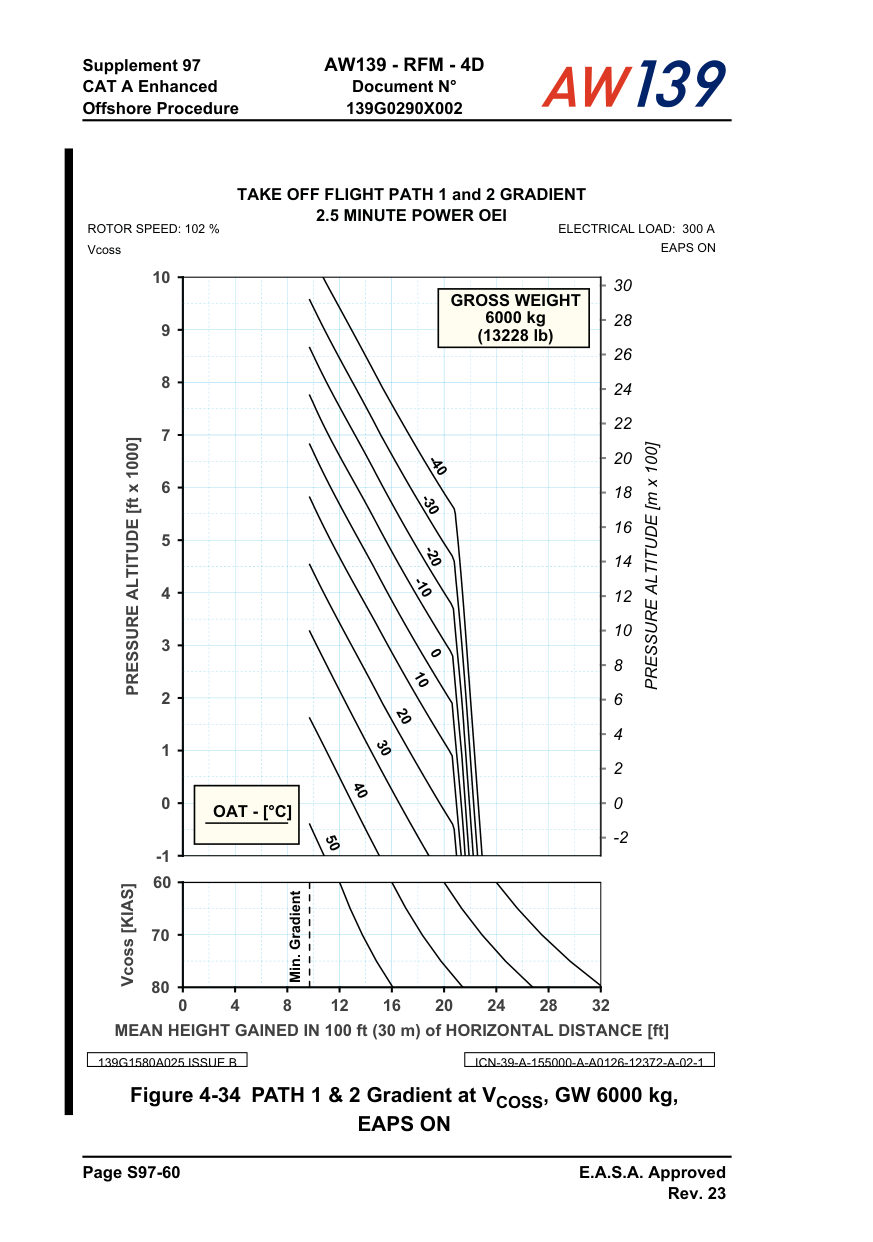 Supplement 97
CAT A Enhanced
Offshore Procedure
AW139 - RFM - 4D
Document N°
139G0290X002
AW139
TAKE OFF FLIGHT PATH 1 and 2 GRADIENT
2.5 MINUTE POWER OEI
ROTOR SPEED: 102 %
ELECTRICAL LOAD: 300 A
Vcoss
EAPS ON
GROSS WEIGHT
6000 kg
(13228 lb)
PRESSURE ALTITUDE [ft x 1000]
10
9
8
7
6
5
4
3
2
1
0
-1
-40
-30
-20
-10
0
10
20
30
40
50
OAT - [°C]
30
28
26
24
22
20
18
16
14
12
10
8
6
4
2
0
-2
PRESSURE ALTITUDE [m x 100]
Vcoss [KIAS]
60
70
80
Min. Gradient
0 4 8 12 16 20 24 28 32
MEAN HEIGHT GAINED IN 100 ft (30 m) of HORIZONTAL DISTANCE [ft]
139G1580A025 ISSUE B
ICN-39-A-155000-A-A0126-12372-A-02-1
Figure 4-34 PATH 1 & 2 Gradient at VCOSS, GW 6000 kg,
EAPS ON
Page S97-60
E.A.S.A. Approved
Rev. 23